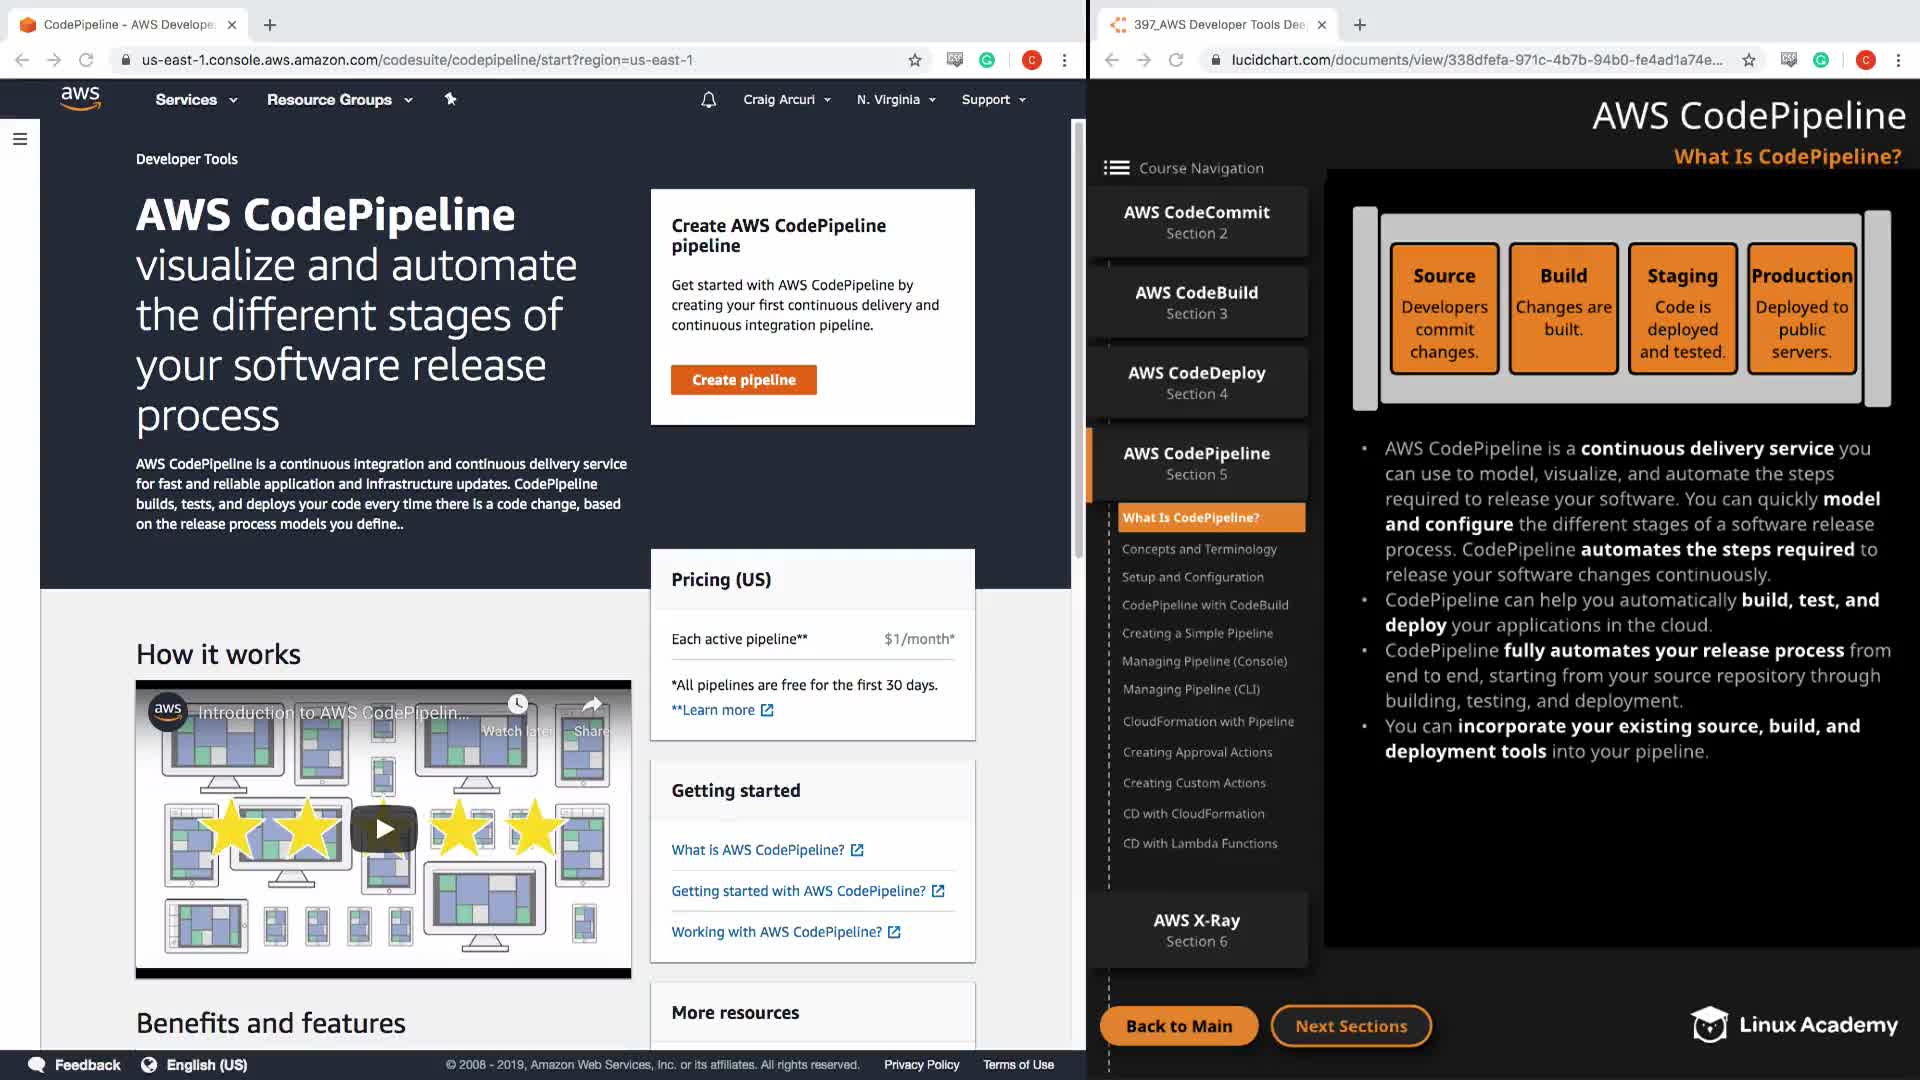 CodePipeline - AWS Develope
us-east-1.console.aws.amazon.com/codesuite/codepipeline/start?region=us-east-1
aws
Services
Resource Groups
Craig Arcuri
N. Virginia
Support
Developer Tools
AWS CodePipeline
visualize and automate
the different stages of
your software release
process
AWS CodePipeline is a continuous integration and continuous delivery service
for fast and reliable application and infrastructure updates. CodePipeline
builds, tests, and deploys your code every time there is a code change, based
on the release process models you define..
Create AWS CodePipeline
pipeline
Get started with AWS CodePipeline by
creating your first continuous delivery and
continuous integration pipeline.
Create pipeline
Pricing (US)
Each active pipeline** $1/month*
*All pipelines are free for the first 30 days.
**Learn more
How it works
aws
Introduction to AWS CodePipelin...
Watch later
Share
Getting started
What is AWS CodePipeline?
Getting started with AWS CodePipeline?
Working with AWS CodePipeline?
More resources
Benefits and features
Feedback
English (US)
© 2008 - 2019, Amazon Web Services, Inc. or its affiliates. All rights reserved.
Privacy Policy
Terms of Use
397_AWS Developer Tools Dee
lucidchart.com/documents/view/338dfefa-971c-4b7b-94b0-fe4ad1a74e...
C
C
AWS CodePipeline
What Is CodePipeline?
Course Navigation
AWS CodeCommit
Section 2
AWS CodeBuild
Section 3
AWS CodeDeploy
Section 4
AWS CodePipeline
Section 5
What Is CodePipeline?
Concepts and Terminology
Setup and Configuration
CodePipeline with CodeBuild
Creating a Simple Pipeline
Managing Pipeline (Console)
Managing Pipeline (CLI)
CloudFormation with Pipeline
Creating Approval Actions
Creating Custom Actions
CD with CloudFormation
CD with Lambda Functions
AWS X-Ray
Section 6
Source
Developers
commit
changes.
Build
Changes are
built.
Staging
Code is
deployed
and tested.
Production
Deployed to
public
servers.
• AWS CodePipeline is a continuous delivery service you
can use to model, visualize, and automate the steps
required to release your software. You can quickly model
and configure the different stages of a software release
process. CodePipeline automates the steps required to
release your software changes continuously.
• CodePipeline can help you automatically build, test, and
deploy your applications in the cloud.
• CodePipeline fully automates your release process from
end to end, starting from your source repository through
building, testing, and deployment.
• You can incorporate your existing source, build, and
deployment tools into your pipeline.
Back to Main
Next Sections
Linux Academy